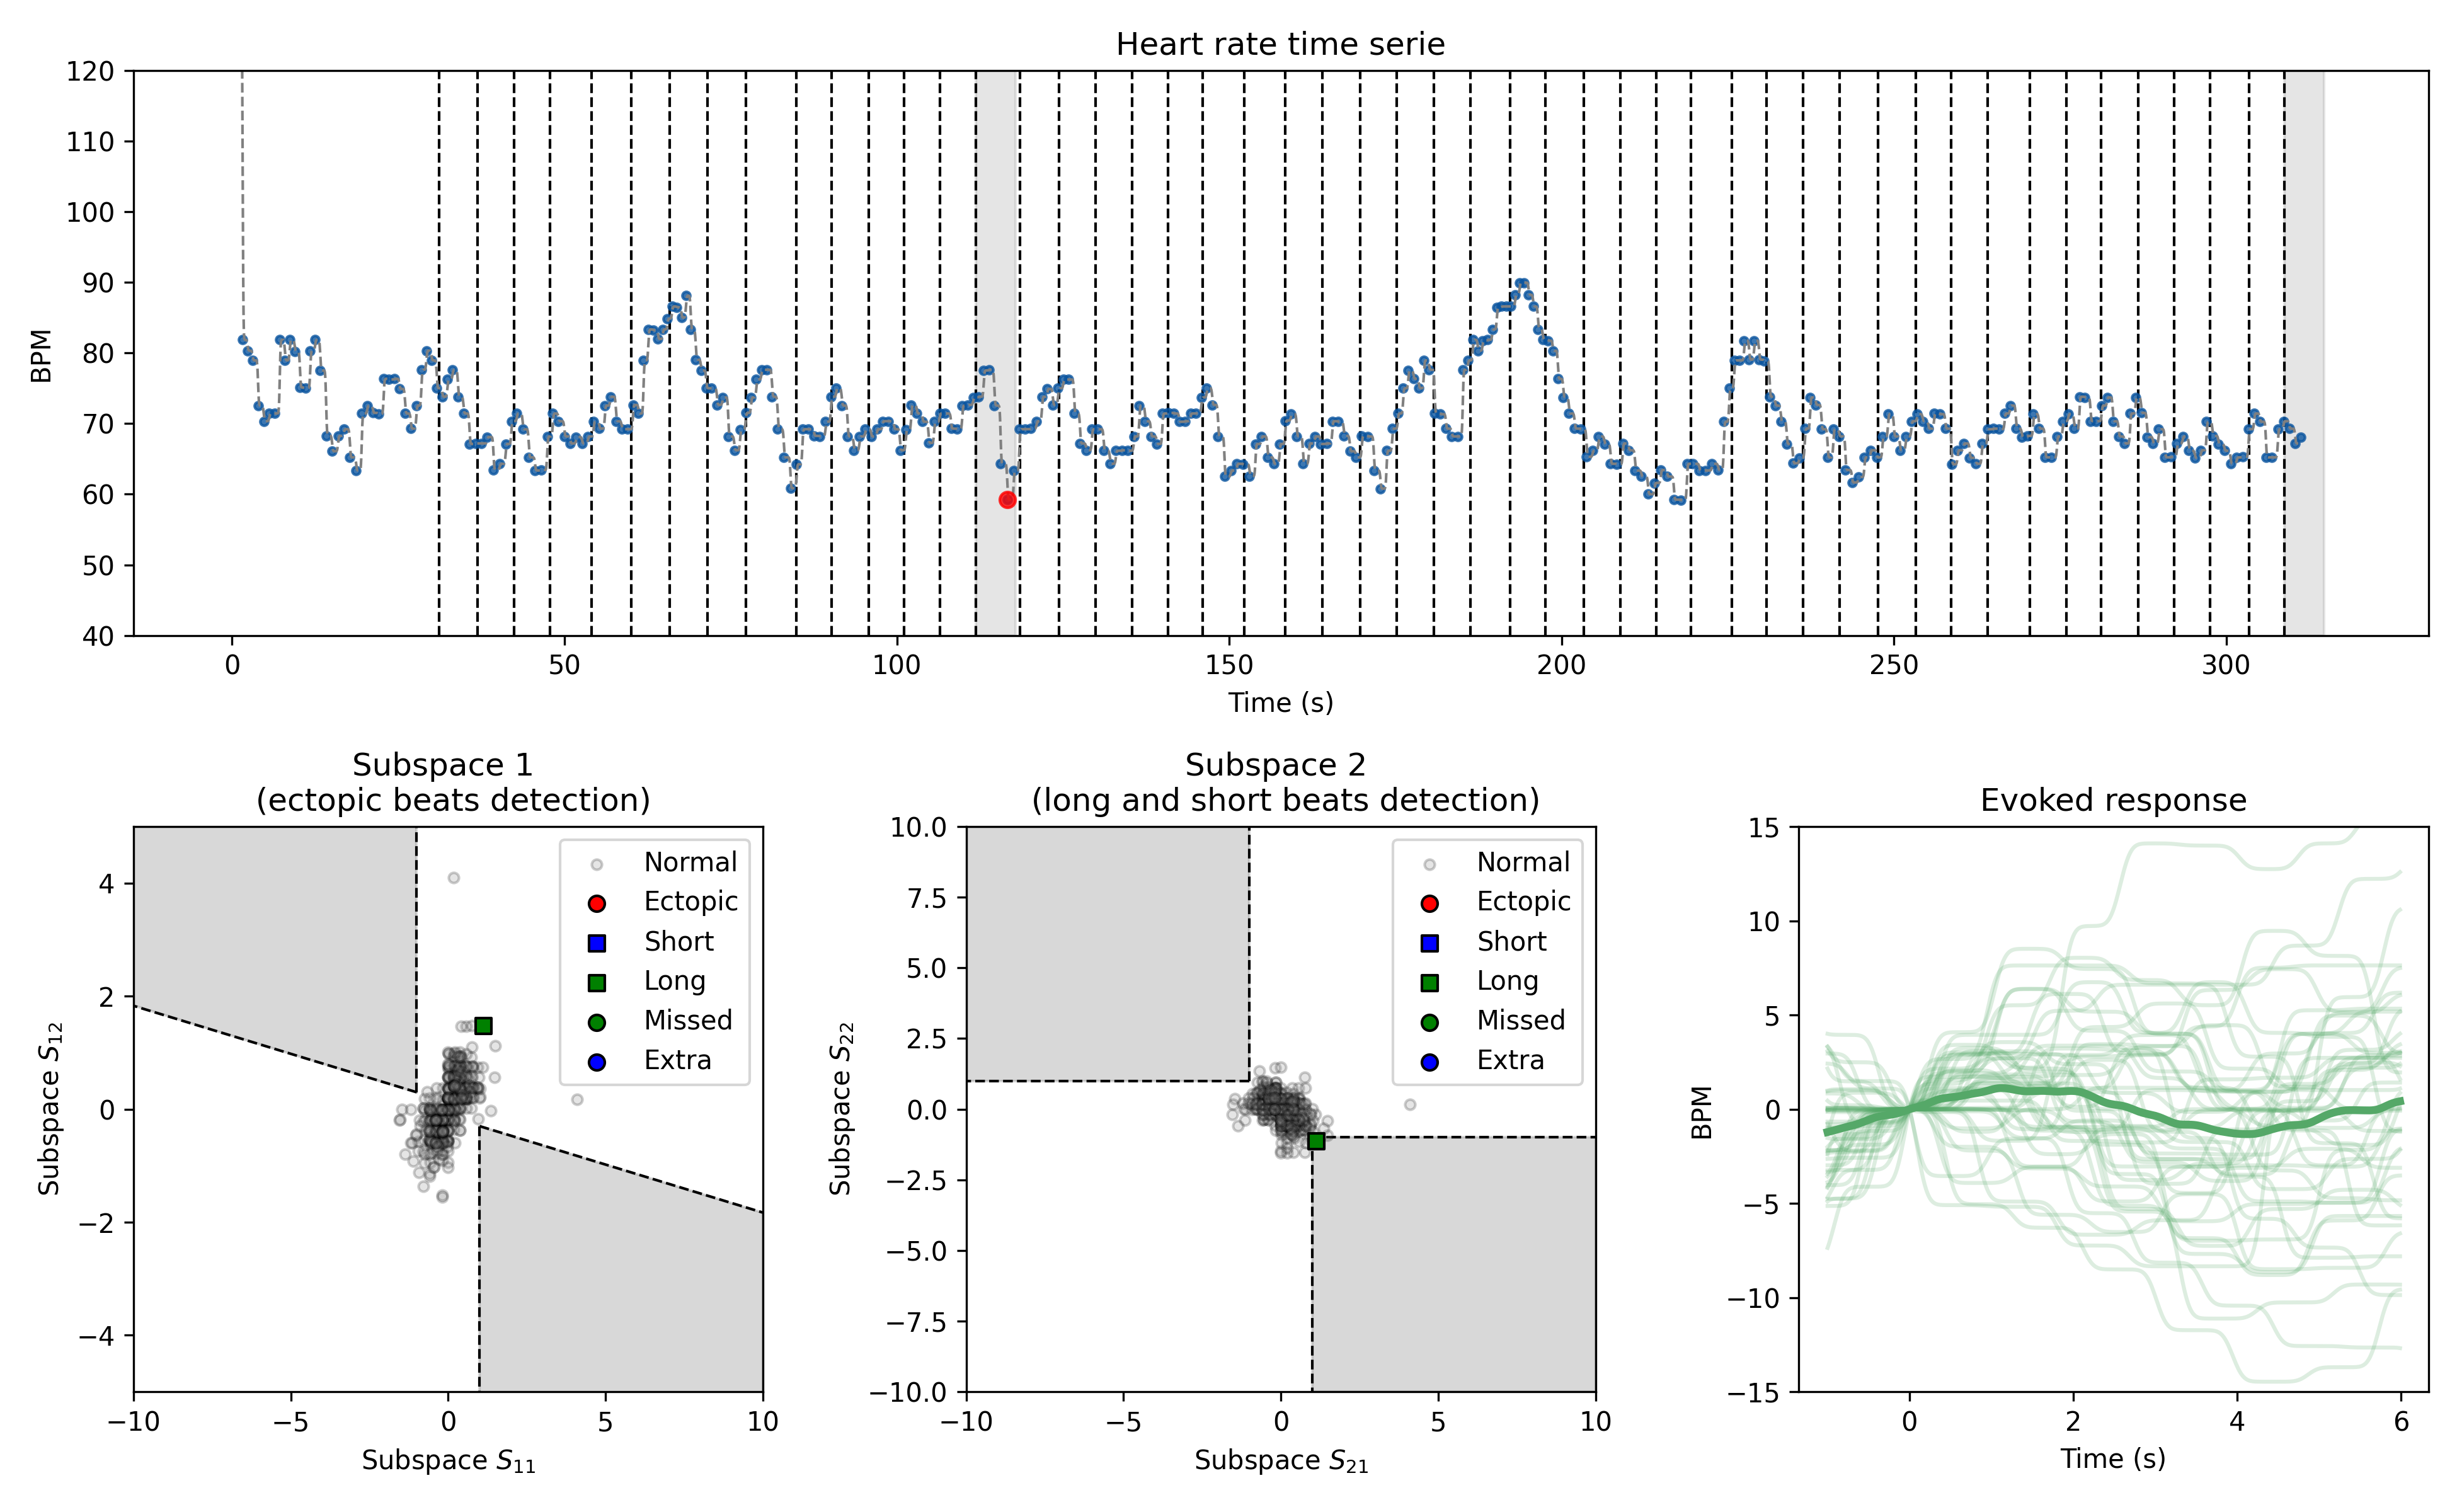 Heart rate time serie
120
110
100
90
80
70
60
50
40
BPM
0 50 100 150 200 250 300
Time (s)
Subspace 1
(ectopic beats detection)
4
2
0
−2
−4
Subspace S12
−10 −5 0 5 10
Subspace S11
Normal
Ectopic
Short
Long
Missed
Extra
Subspace 2
(long and short beats detection)
10.0
7.5
5.0
2.5
0.0
−2.5
−5.0
−7.5
−10.0
Subspace S22
−10 −5 0 5 10
Subspace S21
Normal
Ectopic
Short
Long
Missed
Extra
Evoked response
15
10
5
0
−5
−10
−15
BPM
0 2 4 6
Time (s)